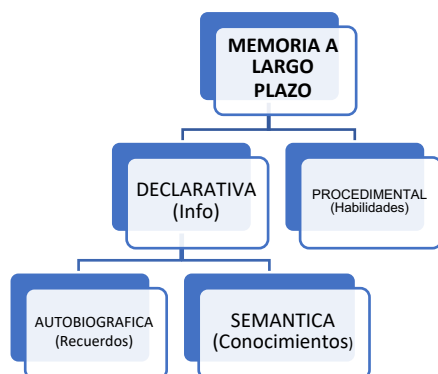 MEMORIA A
LARGO
PLAZO
DECLARATIVA
(Info)
PROCEDIMENTAL
(Habilidades)
AUTOBIOGRAFICA
(Recuerdos)
SEMANTICA
(Conocimientos)